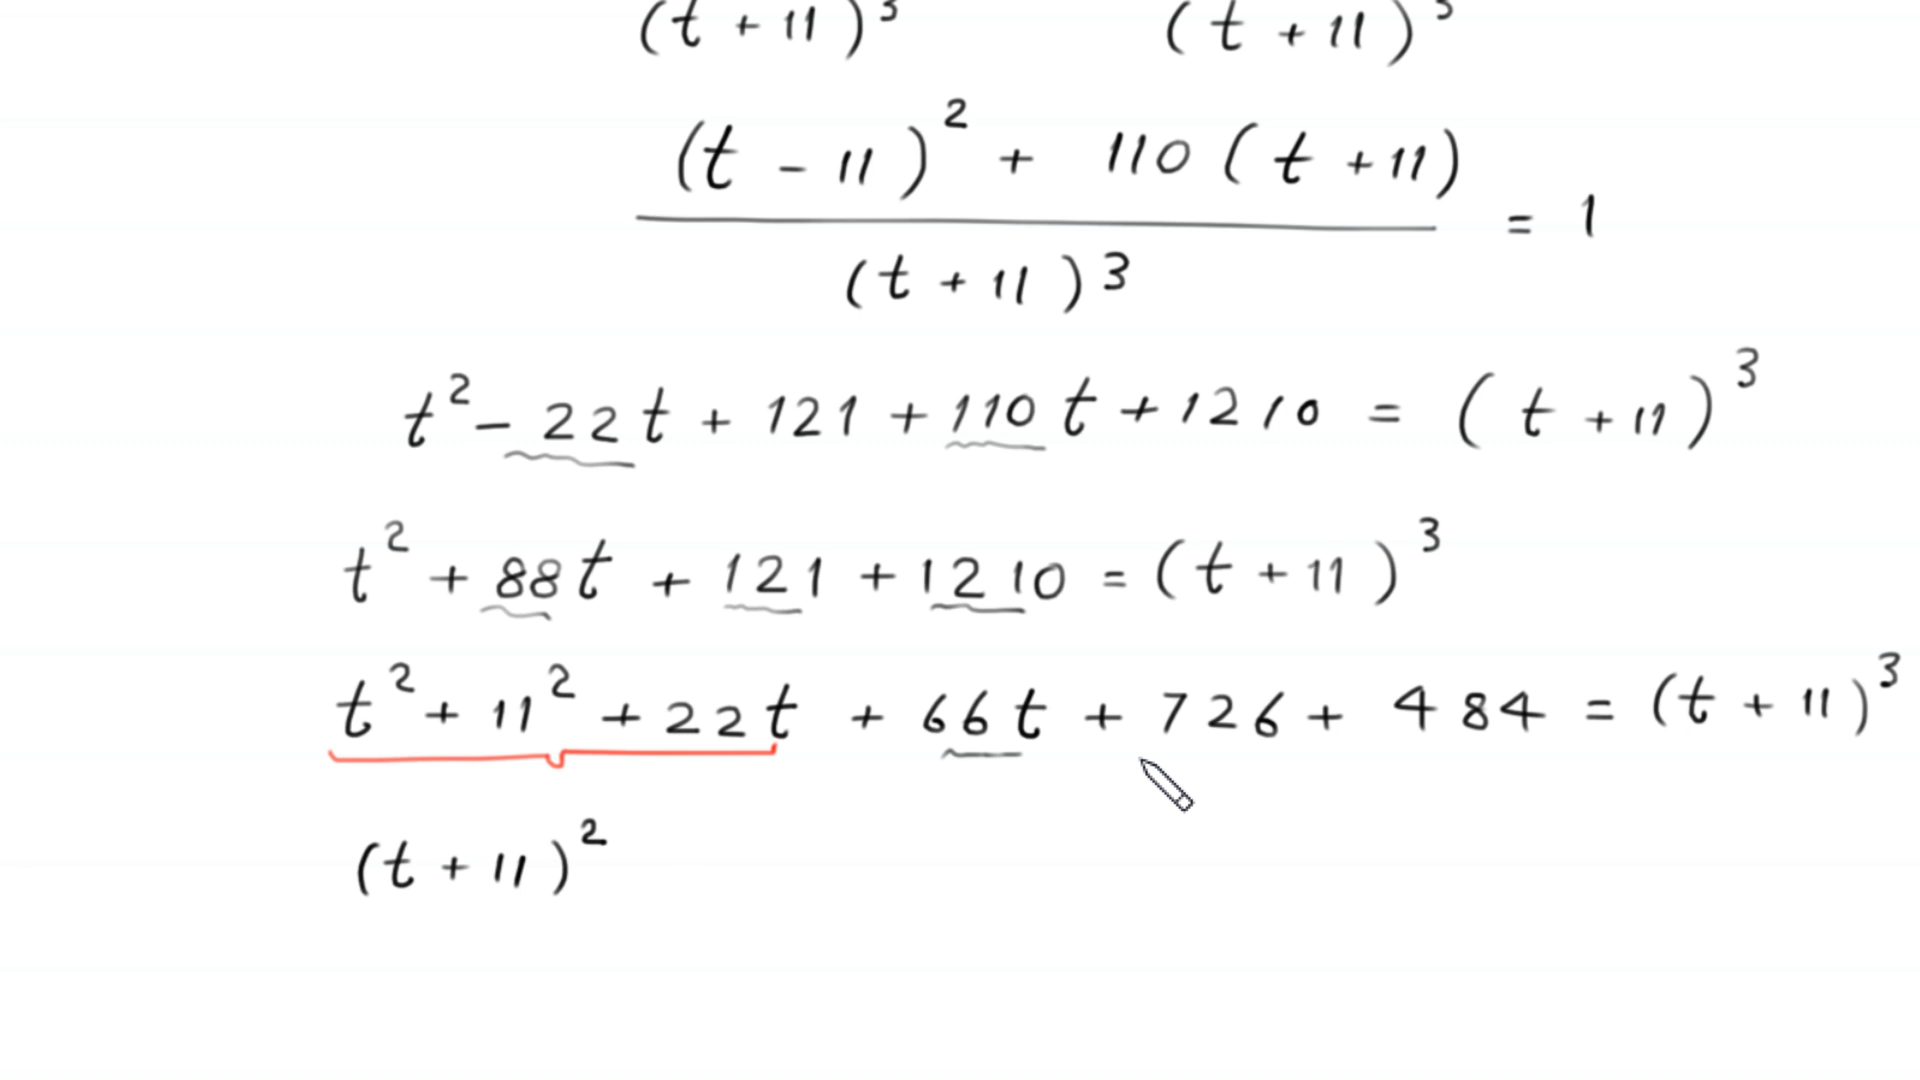 (t + 11)³ (t + 11)³
(t - 11)² + 110 (t + 11)
= 1
(t + 11)³
t² - 22t + 121 + 110t + 1210 = (t + 11)³
t² + 88t + 121 + 1210 = (t + 11)³
t² + 11² + 22t + 66t + 726 + 484 = (t + 11)³
(t + 11)²